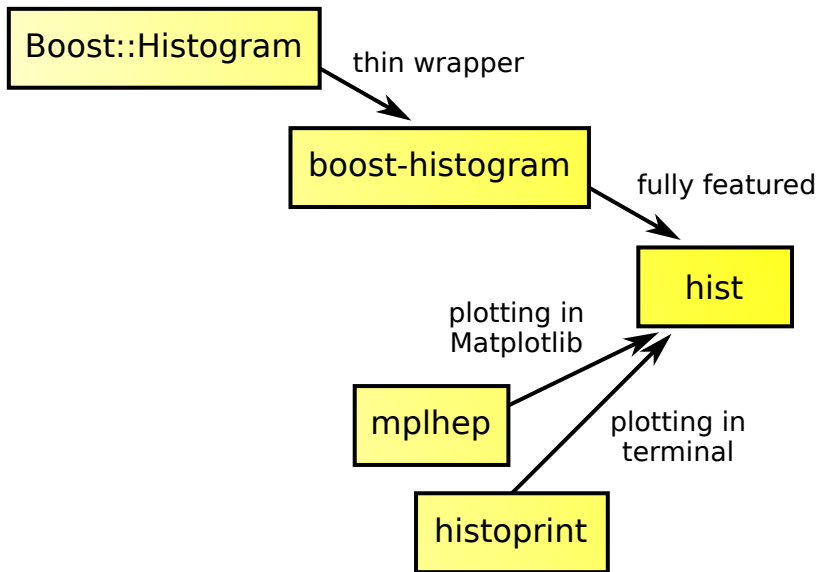 Boost::Histogram
thin wrapper
boost-histogram
fully featured
hist
plotting in
Matplotlib
mplhep
plotting in
terminal
histoprint